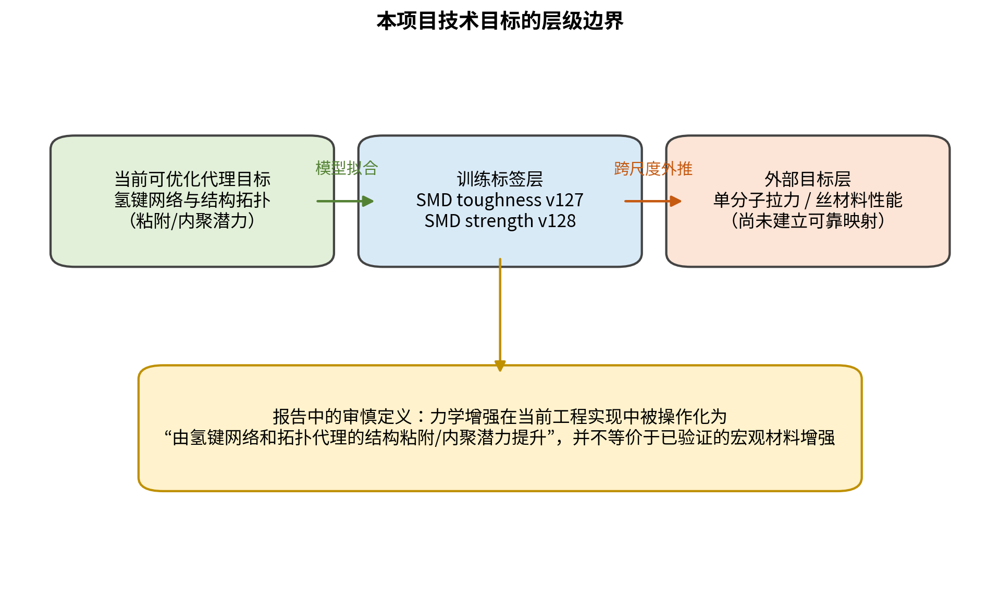 本项目技术目标的层级边界
当前可优化代理目标
氢键网络与结构拓扑
（粘附/内聚潜力）
模型拟合
训练标签层
SMD toughness v127
SMD strength v128
跨尺度外推
外部目标层
单分子拉力 / 丝材料性能
（尚未建立可靠映射）
报告中的审慎定义：力学增强在当前工程实现中被操作化为
“由氢键网络和拓扑代理的结构粘附/内聚潜力提升”，并不等价于已验证的宏观材料增强